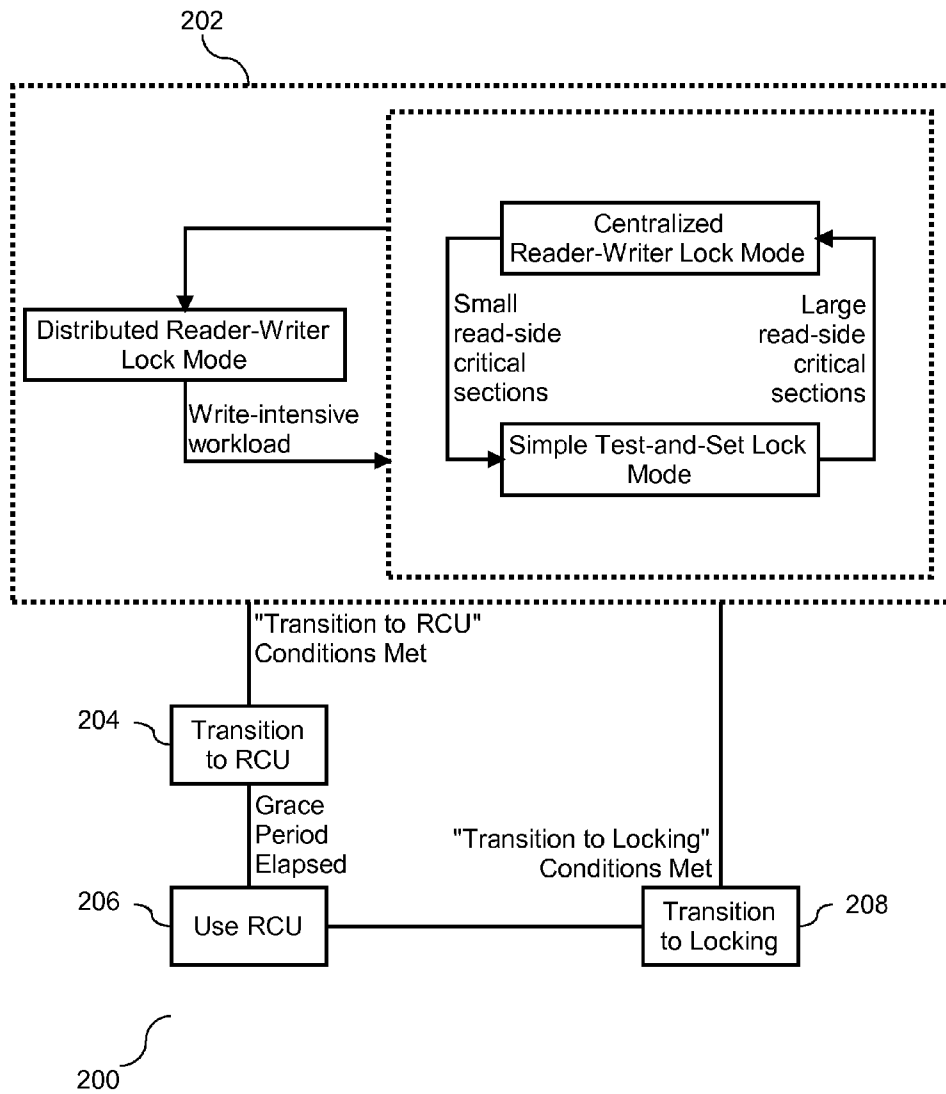 202
Centralized
Reader-Writer Lock Mode
Small
read-side
critical
sections
Large
read-side
critical
sections
Distributed Reader-Writer
Lock Mode
Write-intensive
workload
Simple Test-and-Set Lock
Mode
"Transition to RCU"
Conditions Met
204
Transition
to RCU
Grace
Period
Elapsed
"Transition to Locking"
Conditions Met
206
Use RCU
Transition
to Locking
208
200